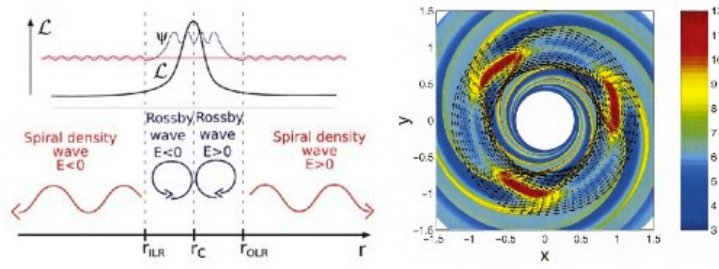 ℒ
Ψ
ℒ
Rossby wave E<0
Rossby wave E>0
Spiral density wave E<0
Spiral density wave E>0
r_ILR
r_C
r_OLR
r
1.5
1
0.5
0
−0.5
−1
−1.5
y
−1.5 −1 −0.5 0 0.5 1 1.5
x
12
11
10
9
8
7
6
5
4
3